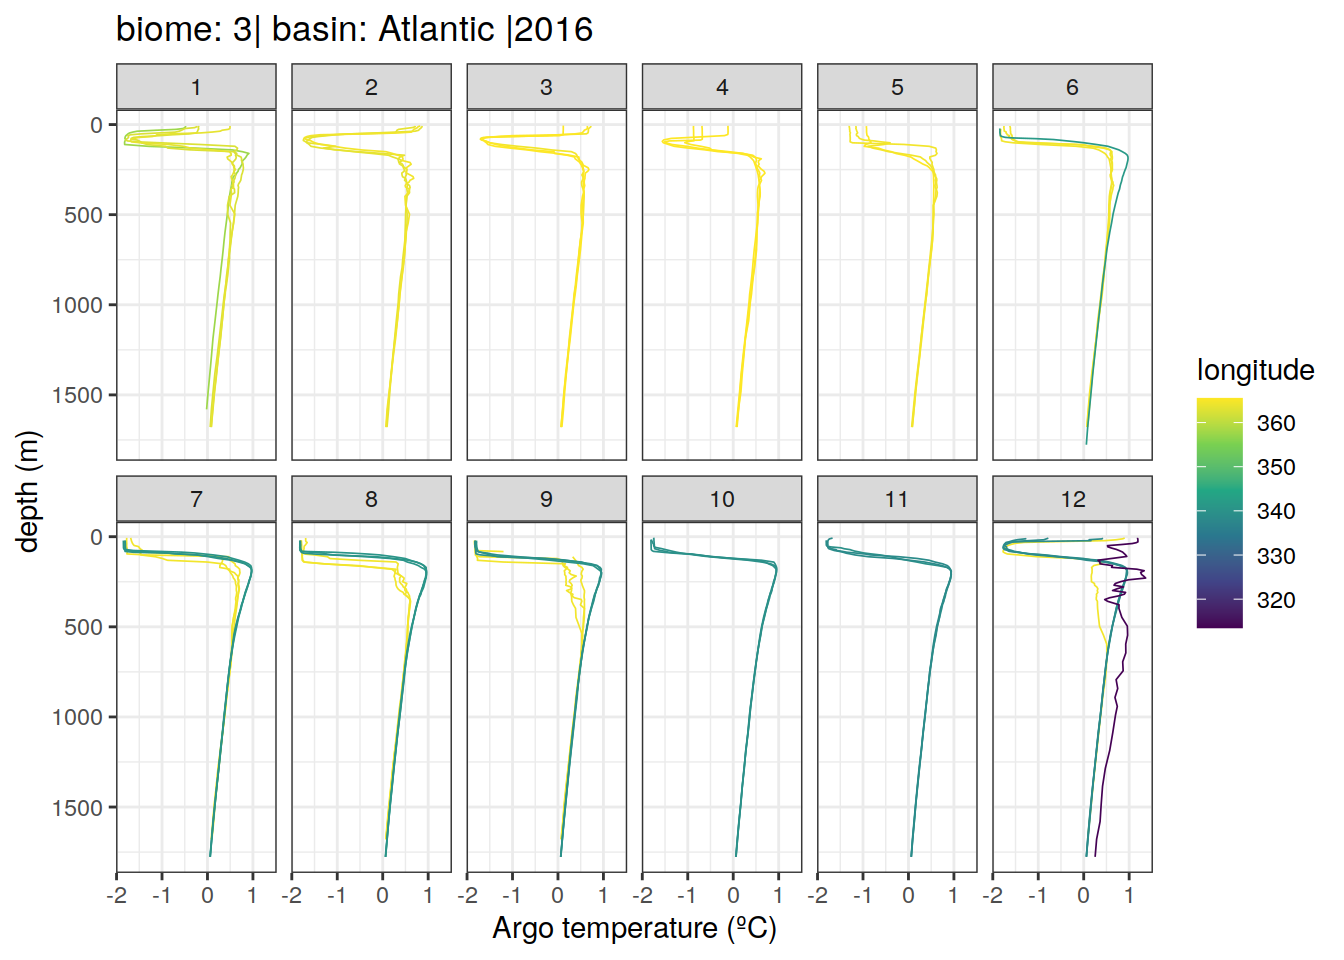 biome: 3| basin: Atlantic |2016
1 2 3 4 5 6
0
500
1000
1500
7 8 9 10 11 12
0
500
1000
1500
-2 -1 0 1 -2 -1 0 1 -2 -1 0 1 -2 -1 0 1 -2 -1 0 1 -2 -1 0 1
Argo temperature (ºC)
depth (m)
longitude
360
350
340
330
320